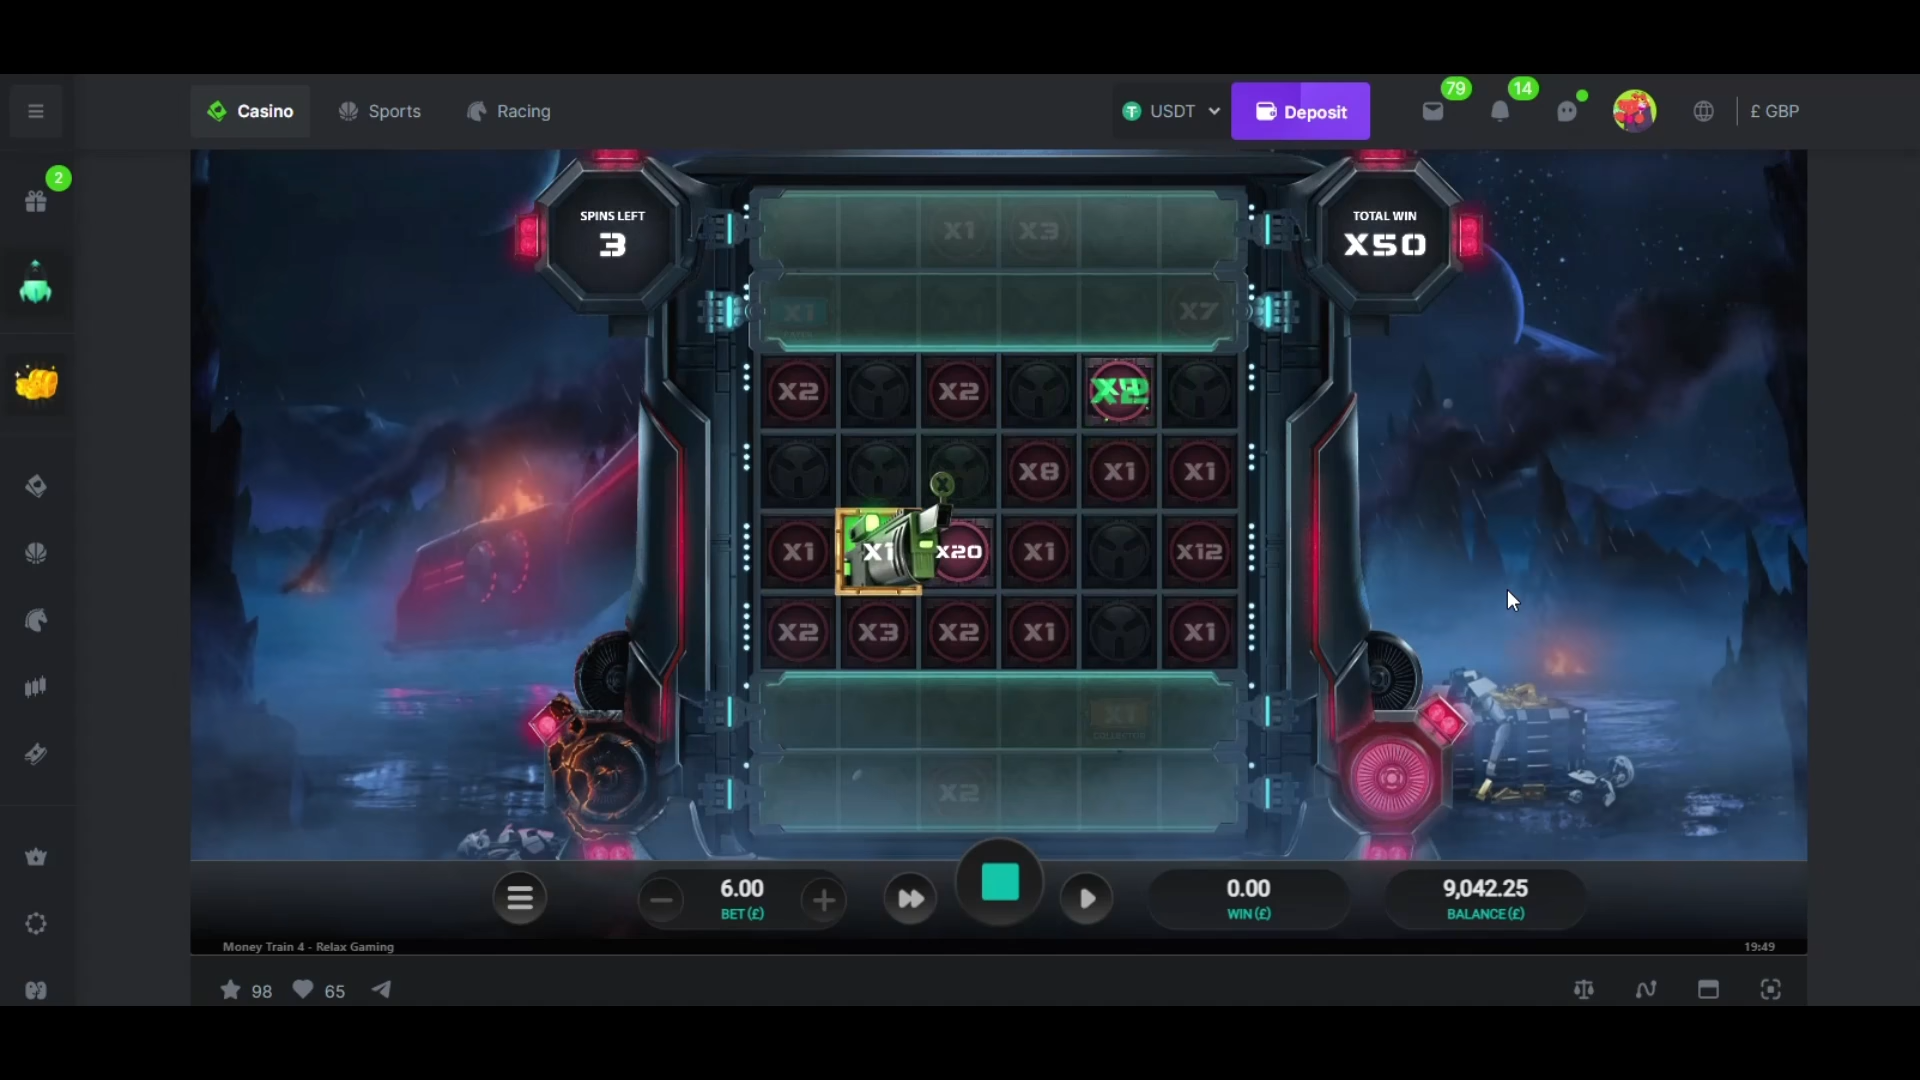 79
14
Casino
Sports
Racing
USDT
Deposit
£ GBP
2
SPINS LEFT
3
TOTAL WIN
X50
X1 X3
X1 X7
X2 X2
X8 X1 X1
X1 X1 X20 X1 X12
X2 X3 X2 X1 X1
X1
X2
6.00
BET (£)
0.00
WIN (£)
9,042.25
BALANCE (£)
Money Train 4 - Relax Gaming
19:49
98
65